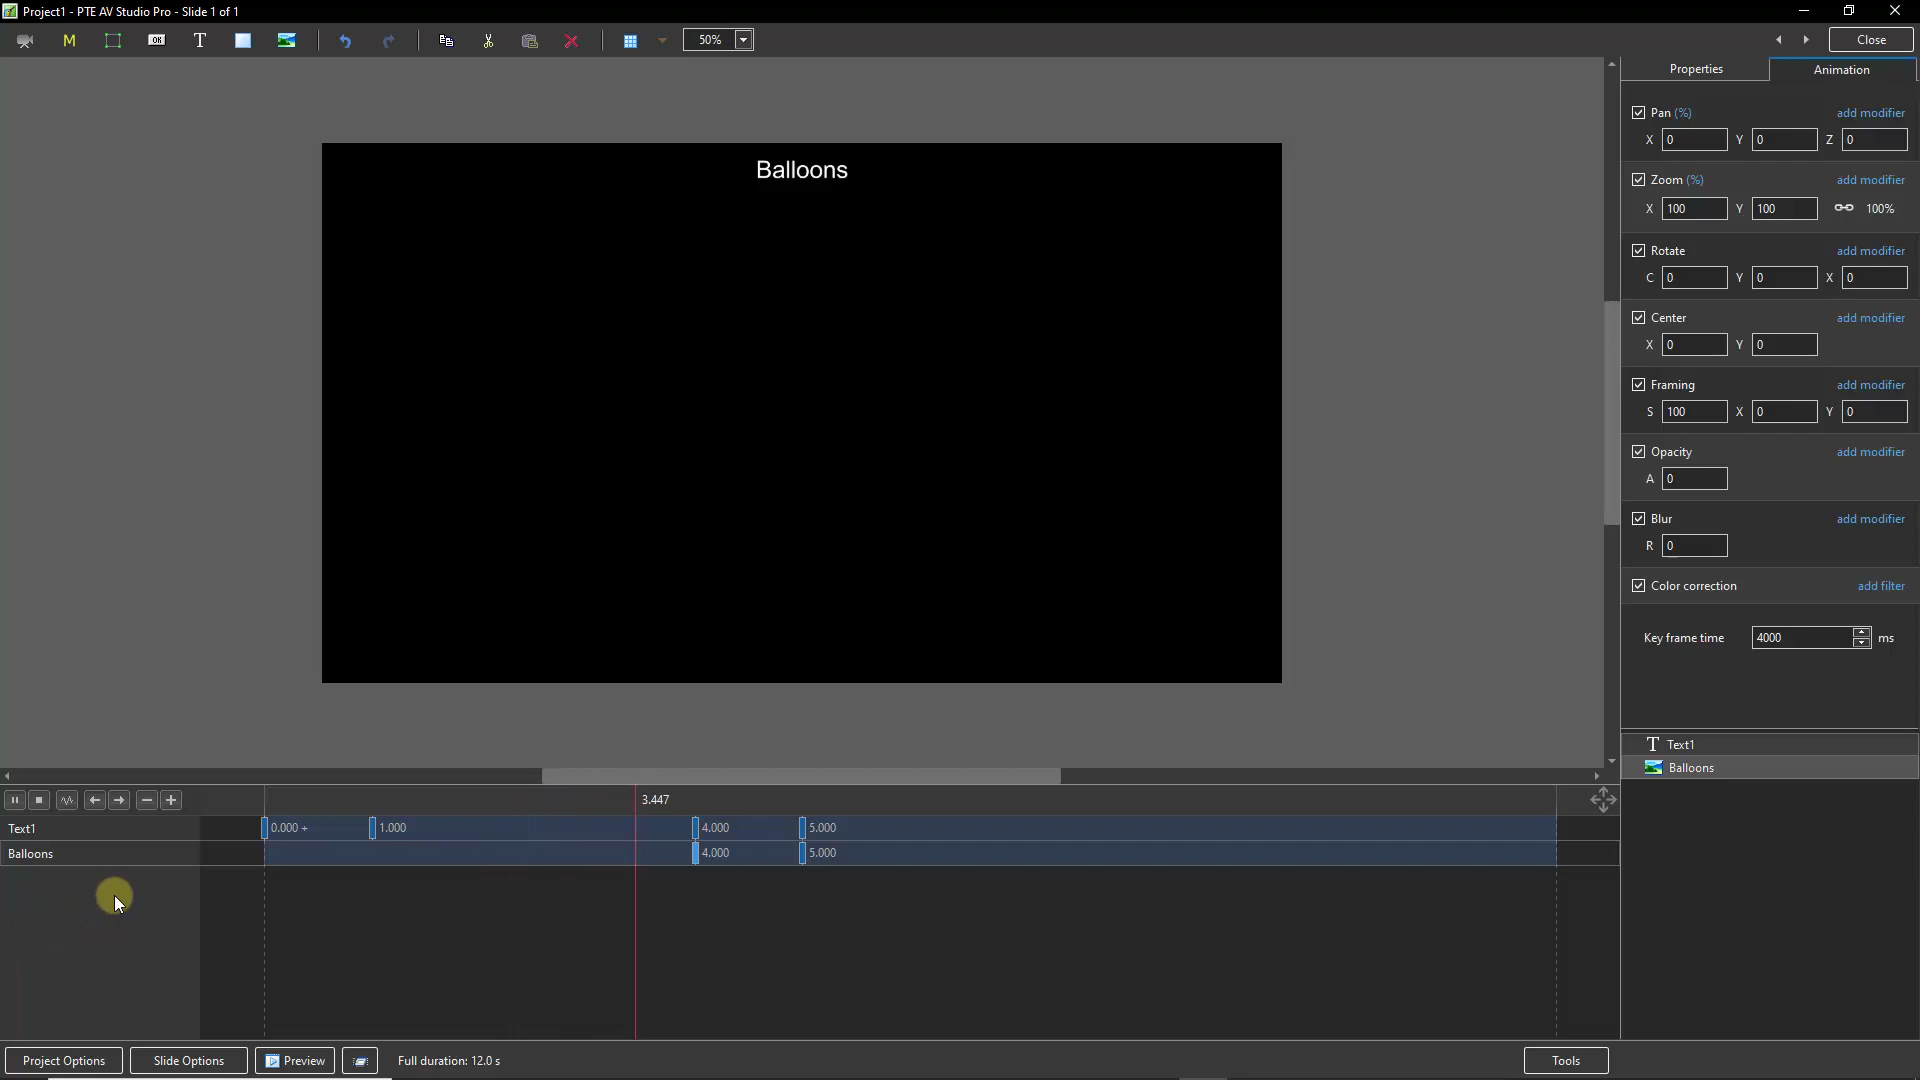 Project1 - PTE AV Studio Pro - Slide 1 of 1
M OK T 50% Close
Balloons
Properties Animation
Pan (%) add modifier
X 0 Y 0 Z 0
Zoom (%) add modifier
X 100 Y 100 100%
Rotate add modifier
C 0 Y 0 X 0
Center add modifier
X 0 Y 0
Framing add modifier
S 100 X 0 Y 0
Opacity add modifier
A 0
Blur add modifier
R 0
Color correction add filter
Key frame time 4000 ms
T Text1
Balloons
3.447
Text1 0.000 + 1.000 4.000 5.000
Balloons 4.000 5.000
Project Options Slide Options Preview Full duration: 12.0 s Tools